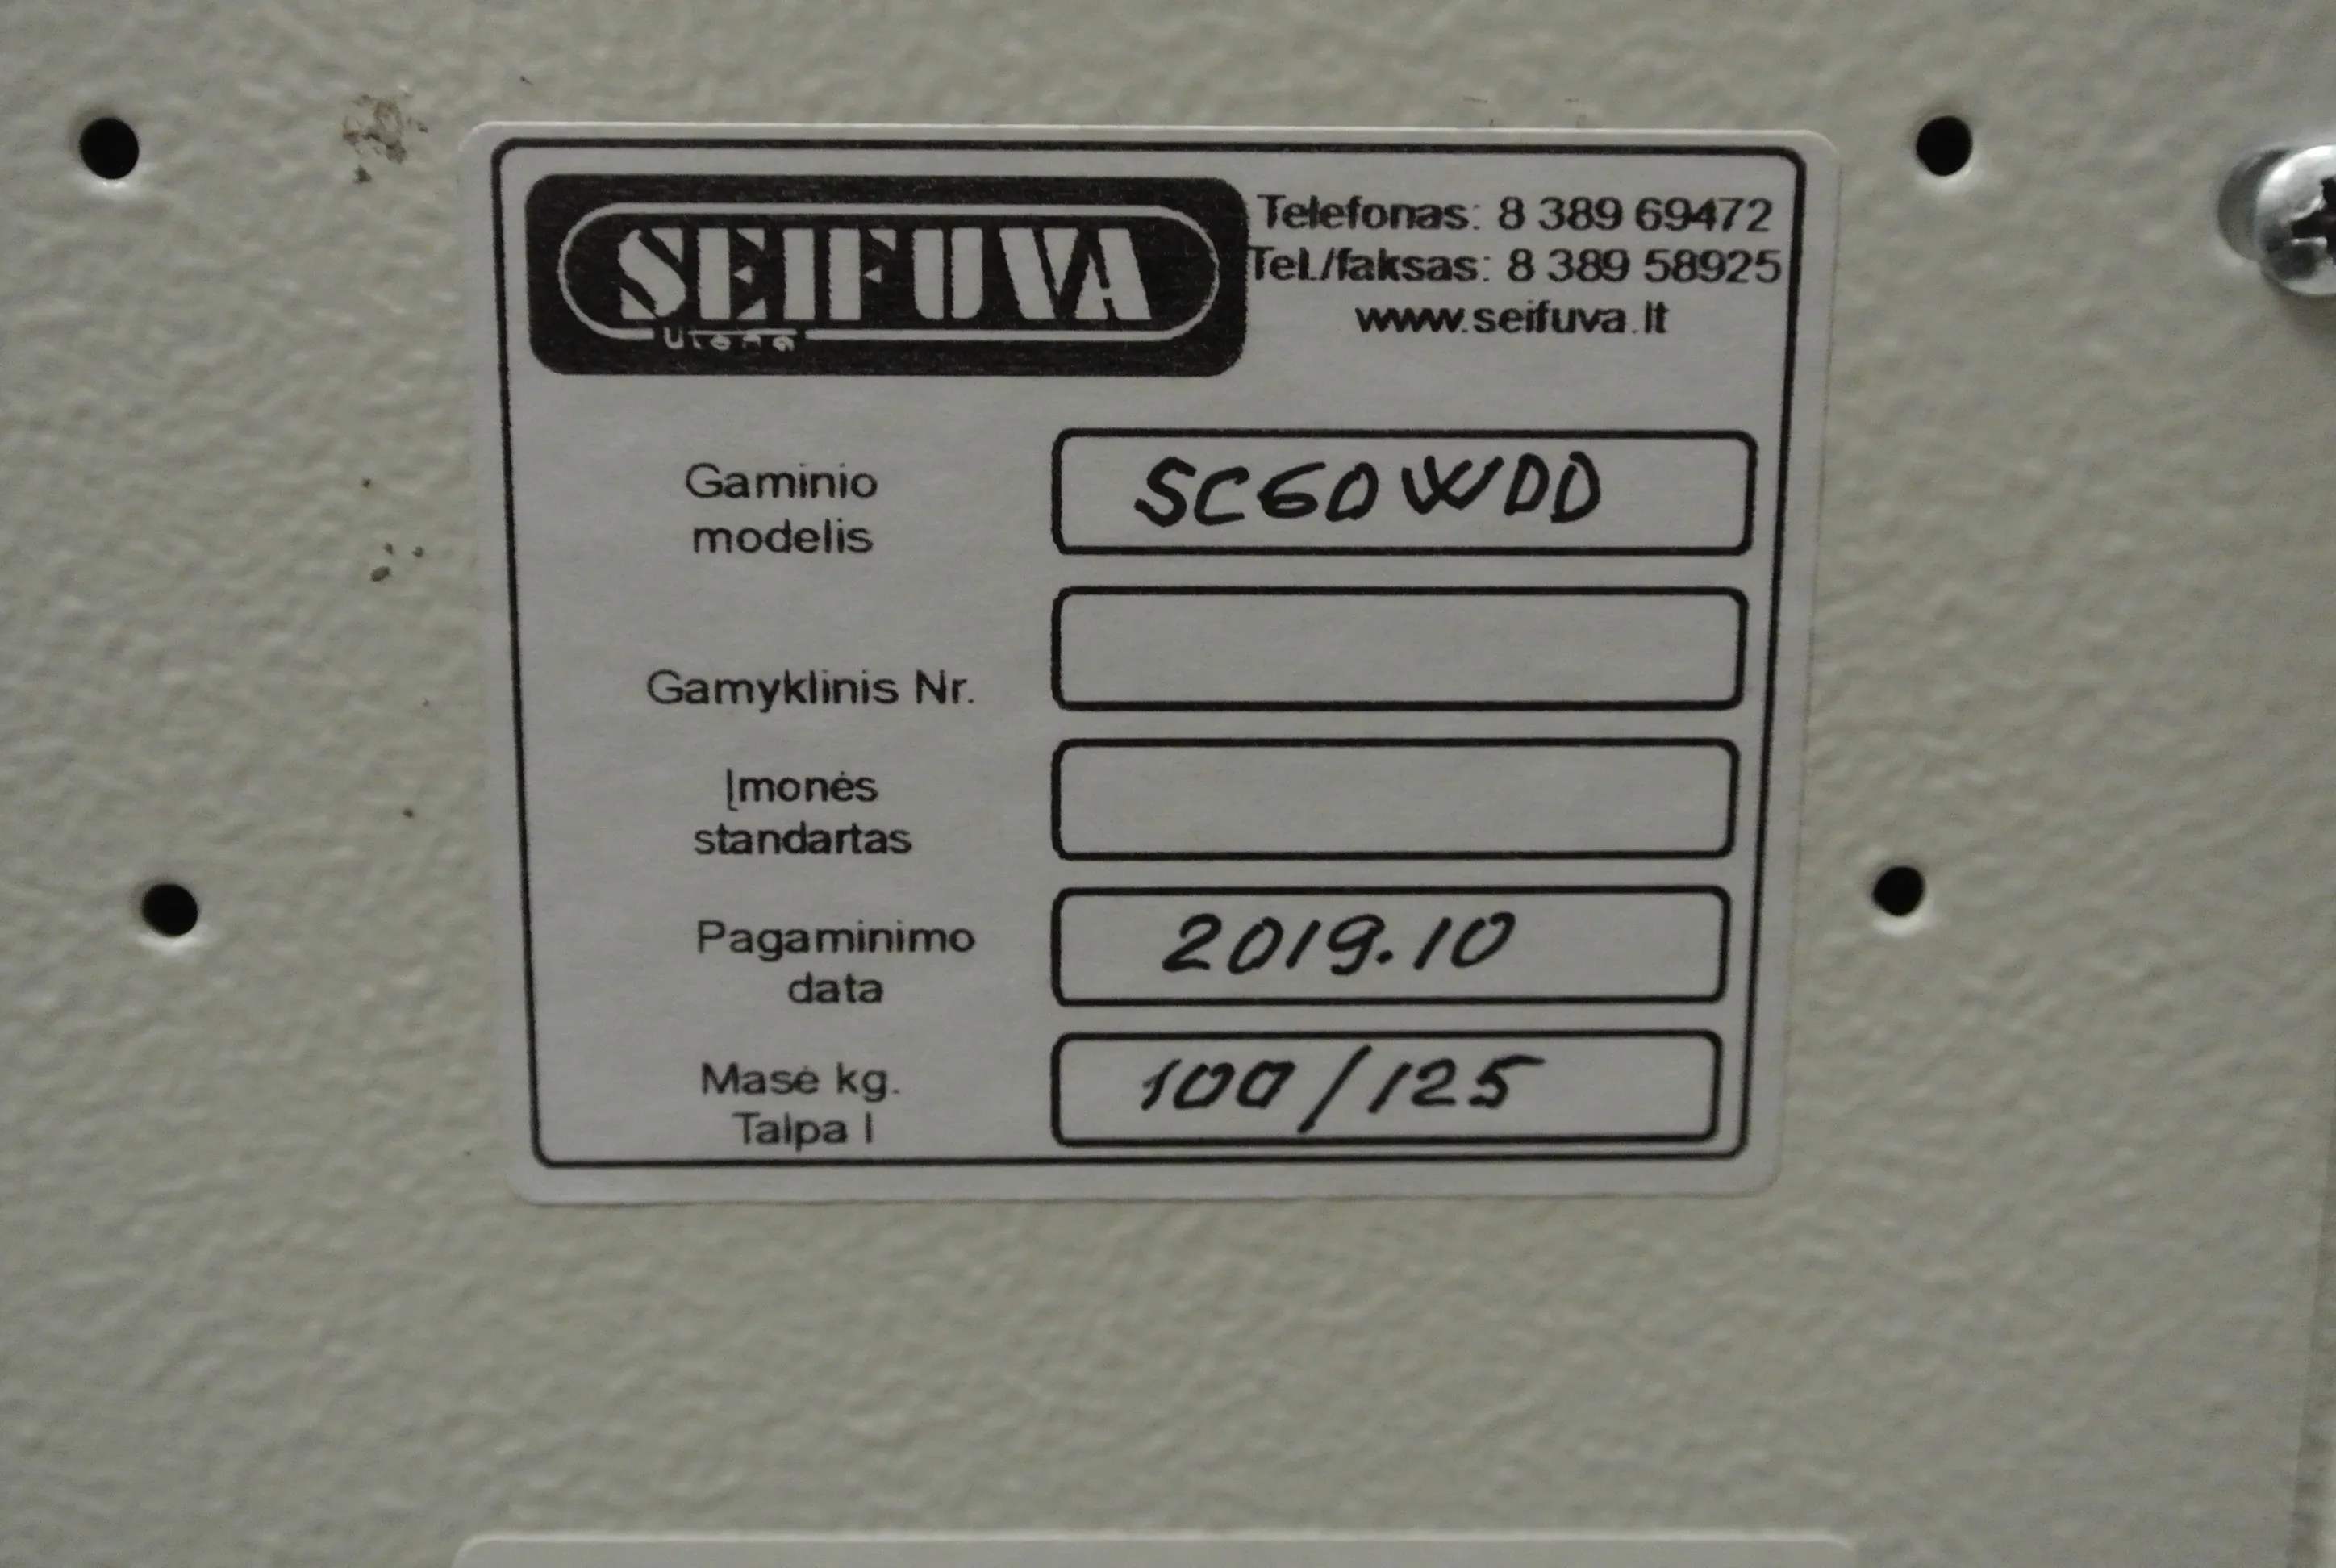 SEIFUVA
Utena
Telefonas: 8 389 69472
Tel./faksas: 8 389 58925
www.seifuva.lt
Gaminio
modelis
SC60WDD
Gamyklinis Nr.
Įmonės
standartas
Pagaminimo
data
2019.10
Masė kg.
Talpa l
100/125